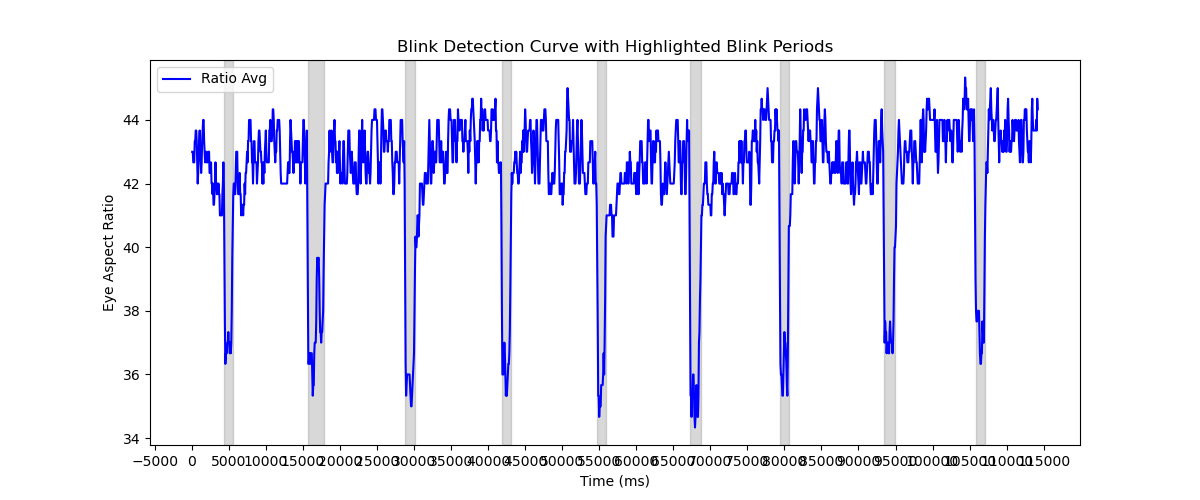 Blink Detection Curve with Highlighted Blink Periods
Ratio Avg
44
42
40
38
36
34
Eye Aspect Ratio
−5000 0 5000 10000 15000 20000 25000 30000 35000 40000 45000 50000 55000 60000 65000 70000 75000 80000 85000 90000 95000 100000 105000 110000 115000
Time (ms)